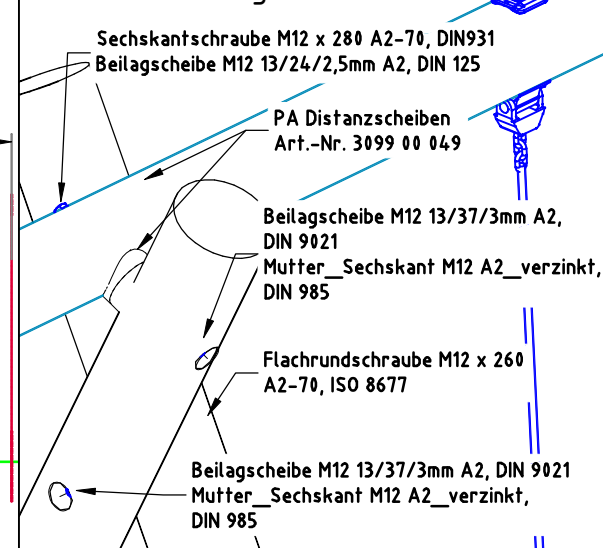 Sechskantschraube M12 x 280 A2-70, DIN931
Beilagscheibe M12 13/24/2,5mm A2, DIN 125
PA Distanzscheiben
Art.-Nr. 3099 00 049
Beilagscheibe M12 13/37/3mm A2,
DIN 9021
Mutter_Sechskant M12 A2_verzinkt,
DIN 985
Flachrundschraube M12 x 260
A2-70, ISO 8677
Beilagscheibe M12 13/37/3mm A2, DIN 9021
Mutter_Sechskant M12 A2_verzinkt,
DIN 985